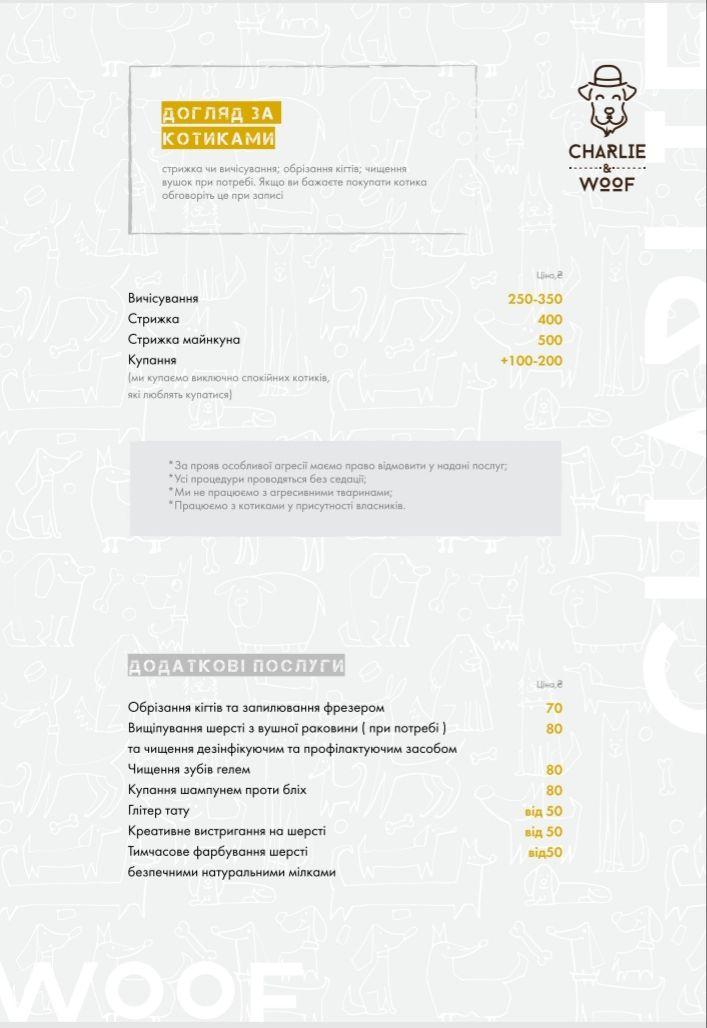 ДОГЛЯД ЗА
КОТИКАМИ
стрижка чи вичісування; обрізання кігтів; чищення
вушок при потребі. Якщо ви бажаєте покупати котика
обговоріть це при записі
CHARLIE
&
WOOF
Ціна,₴
Вичісування 250-350
Стрижка 400
Стрижка майнкуна 500
Купання +100-200
(ми купаємо виключно спокійних котиків,
які люблять купатися)
*За прояв особливої агресії маємо право відмовити у надані послуг;
*Усі процедури проводяться без седації;
*Ми не працюємо з агресивними тваринами;
*Працюємо з котиками у присутності власників.
ДОДАТКОВІ ПОСЛУГИ
Ціна,₴
Обрізання кігтів та запилювання фрезером 70
Вищіпування шерсті з вушної раковини ( при потребі ) 80
та чищення дезінфікуючим та профілактуючим засобом
Чищення зубів гелем 80
Купання шампунем проти бліх 80
Глітер тату від 50
Креативне вистригання на шерсті від 50
Тимчасове фарбування шерсті від50
безпечними натуральними мілками
WOOF